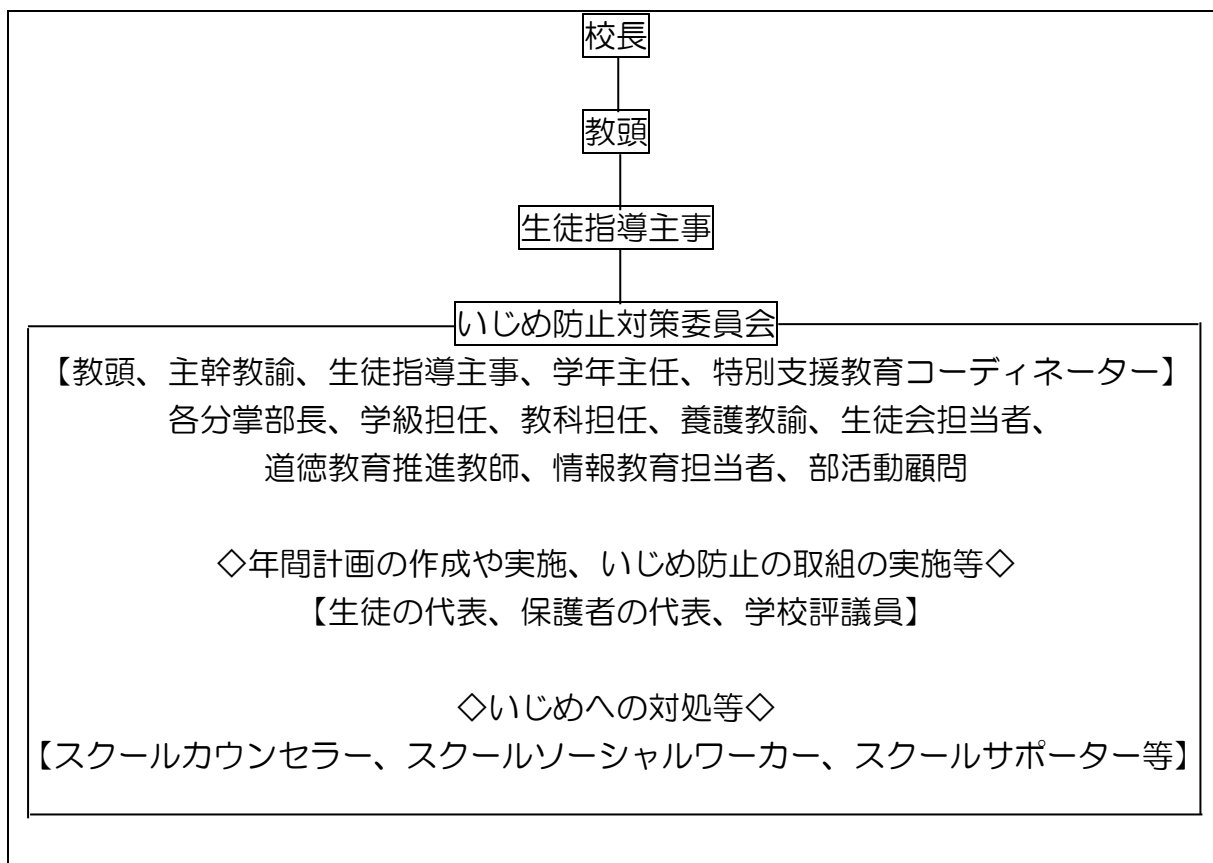 校長
教頭
生徒指導主事
いじめ防止対策委員会
【教頭、主幹教諭、生徒指導主事、学年主任、特別支援教育コーディネーター】
各分掌部長、学級担任、教科担任、養護教諭、生徒会担当者、
道徳教育推進教師、情報教育担当者、部活動顧問
◇年間計画の作成や実施、いじめ防止の取組の実施等◇
【生徒の代表、保護者の代表、学校評議員】
◇いじめへの対処等◇
【スクールカウンセラー、スクールソーシャルワーカー、スクールサポーター等】